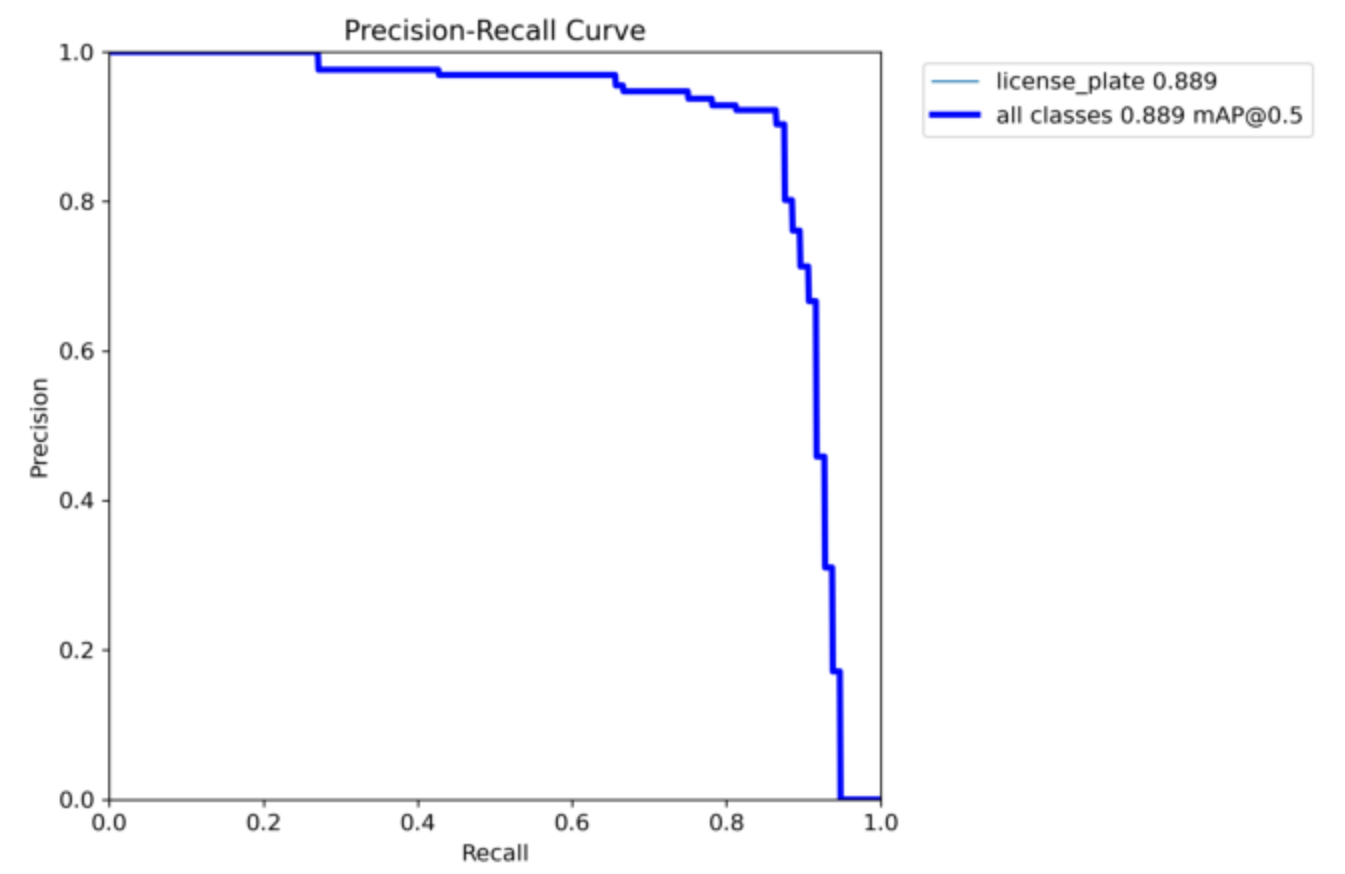 Precision-Recall Curve
1.0
0.8
0.6
0.4
0.2
0.0
Precision
0.0 0.2 0.4 0.6 0.8 1.0
Recall
license_plate 0.889
all classes 0.889 mAP@0.5